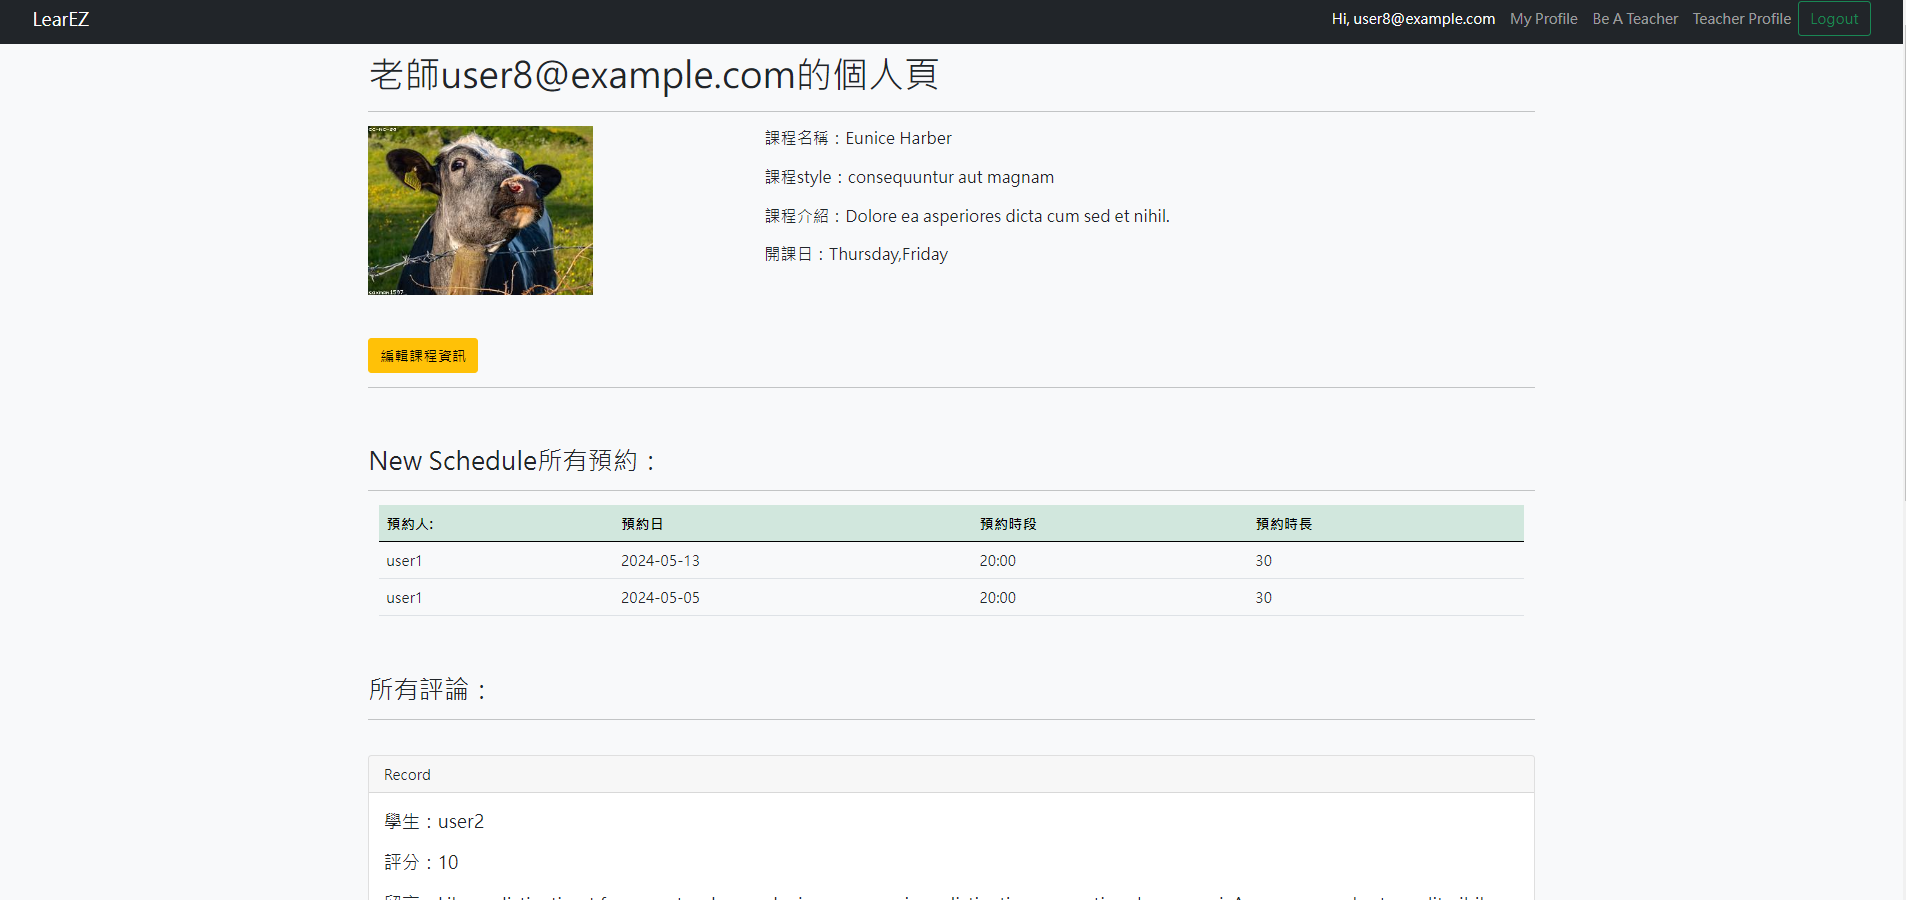 LearEZ
Hi, user8@example.com My Profile Be A Teacher Teacher Profile Logout
老師user8@example.com的個人頁
課程名稱：Eunice Harber
課程style：consequuntur aut magnam
課程介紹：Dolore ea asperiores dicta cum sed et nihil.
開課日：Thursday,Friday
編輯課程資訊
New Schedule所有預約：
預約人: 預約日 預約時段 預約時長
user1 2024-05-13 20:00 30
user1 2024-05-05 20:00 30
所有評論：
Record
學生：user2
評分：10